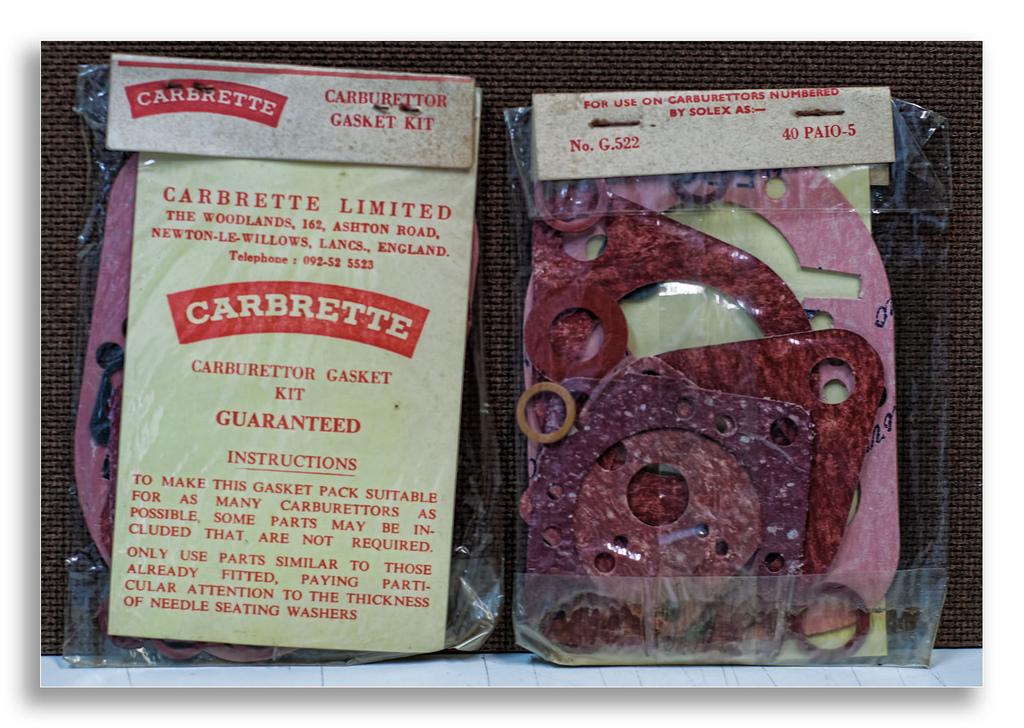 CARBRETTE
CARBURETTOR
GASKET KIT
CARBRETTE LIMITED
THE WOODLANDS, 162, ASHTON ROAD,
NEWTON-LE-WILLOWS, LANCS., ENGLAND.
Telephone : 092-52 5523
CARBRETTE
CARBURETTOR GASKET
KIT
GUARANTEED
INSTRUCTIONS
TO MAKE THIS GASKET PACK SUITABLE
FOR AS MANY CARBURETTORS AS
POSSIBLE, SOME PARTS MAY BE IN-
CLUDED THAT ARE NOT REQUIRED.
ONLY USE PARTS SIMILAR TO THOSE
ALREADY FITTED, PAYING PARTI-
CULAR ATTENTION TO THE THICKNESS
OF NEEDLE SEATING WASHERS
FOR USE ON CARBURETTORS NUMBERED
BY SOLEX AS:—
No. G.522
40 PAIO-5